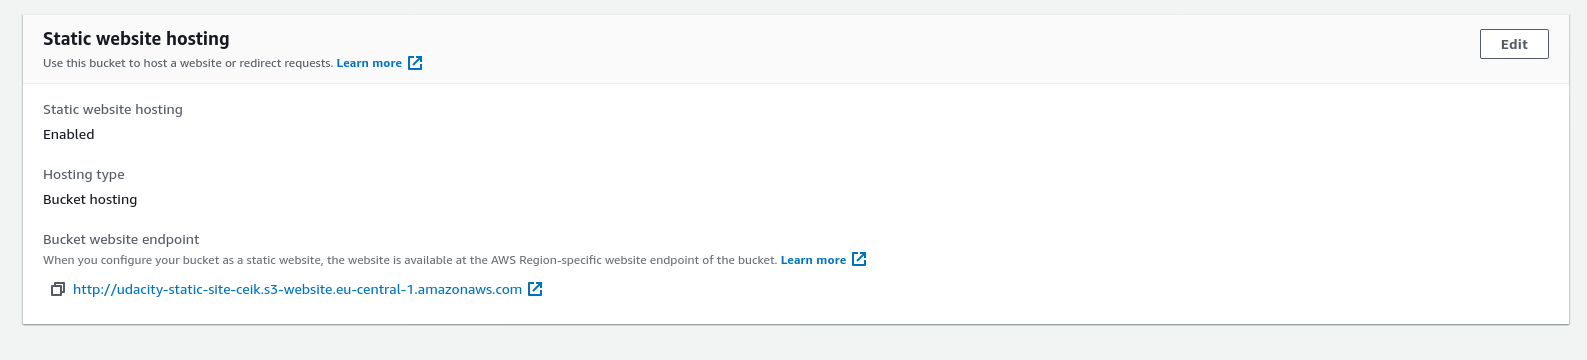 Static website hosting
Edit
Use this bucket to host a website or redirect requests. Learn more
Static website hosting
Enabled
Hosting type
Bucket hosting
Bucket website endpoint
When you configure your bucket as a static website, the website is available at the AWS Region-specific website endpoint of the bucket. Learn more
http://udacity-static-site-ceik.s3-website.eu-central-1.amazonaws.com